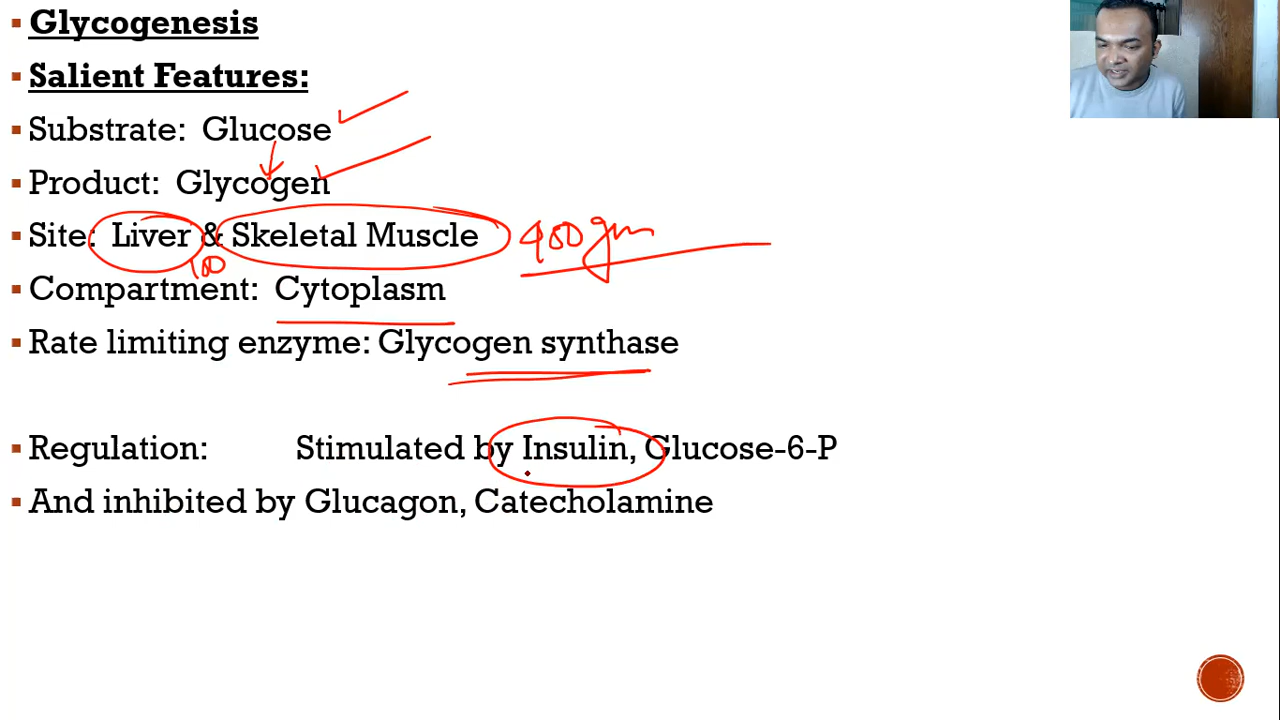 Glycogenesis
Salient Features:
Substrate: Glucose
Product: Glycogen
Site: Liver & Skeletal Muscle 400 gm
100
Compartment: Cytoplasm
Rate limiting enzyme: Glycogen synthase
Regulation: Stimulated by Insulin, Glucose-6-P
And inhibited by Glucagon, Catecholamine